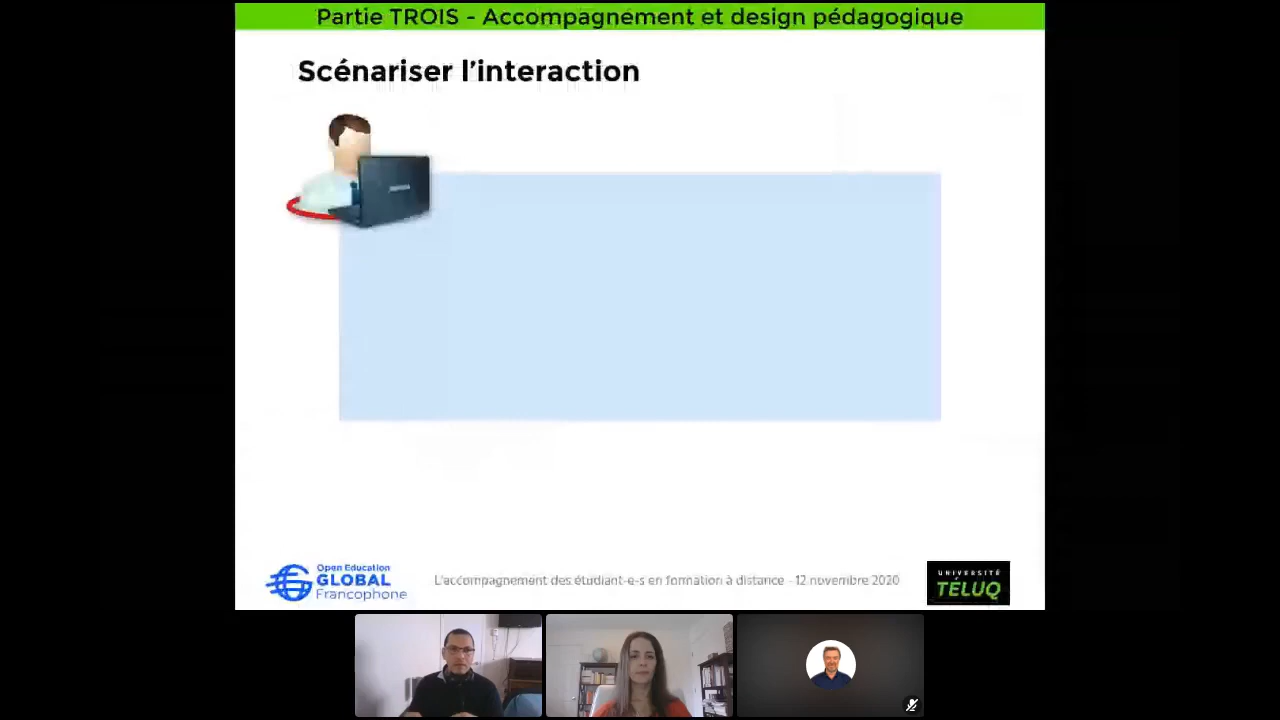 Partie TROIS - Accompagnement et design pédagogique
Scénariser l'interaction
Open Education
GLOBAL
Francophone
L'accompagnement des étudiant-e-s en formation à distance - 12 novembre 2020
UNIVERSITÉ
TÉLUQ